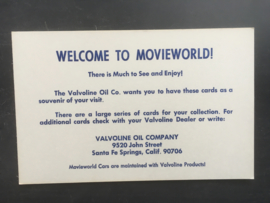 WELCOME TO MOVIEWORLD!
There is Much to See and Enjoy!
The Valvoline Oil Co. wants you to have these cards as a
souvenir of your visit.
There are a large series of cards for your collection. For
additional cards check with your Valvoline Dealer or write:
VALVOLINE OIL COMPANY
9520 John Street
Santa Fe Springs, Calif. 90706
Movieworld Cars are maintained with Valvoline Products!